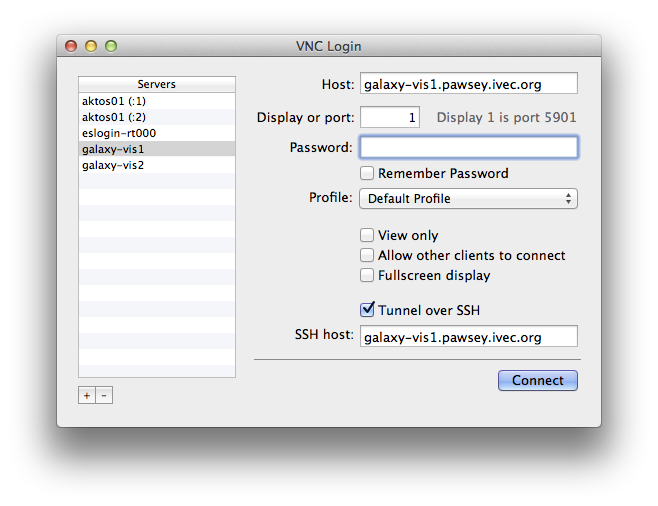 VNC Login
Servers
aktos01 (:1)
aktos01 (:2)
eslogin-rt000
galaxy-vis1
galaxy-vis2
+ -
Host: galaxy-vis1.pawsey.ivec.org
Display or port: 1 Display 1 is port 5901
Password:
Remember Password
Profile: Default Profile
View only
Allow other clients to connect
Fullscreen display
Tunnel over SSH
SSH host: galaxy-vis1.pawsey.ivec.org
Connect